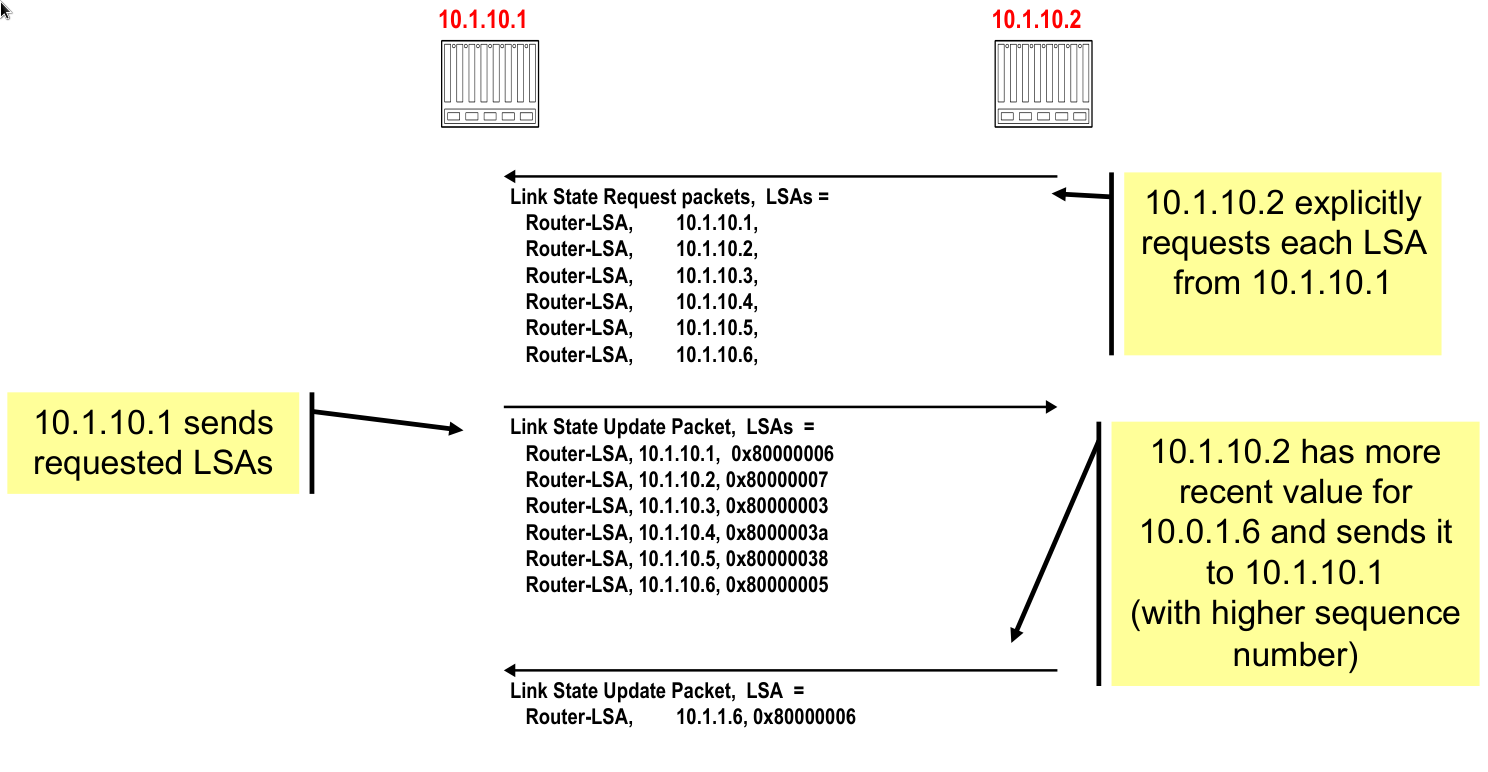 10.1.10.1
10.1.10.2
Link State Request packets, LSAs =
Router-LSA, 10.1.10.1,
Router-LSA, 10.1.10.2,
Router-LSA, 10.1.10.3,
Router-LSA, 10.1.10.4,
Router-LSA, 10.1.10.5,
Router-LSA, 10.1.10.6,
10.1.10.2 explicitly
requests each LSA
from 10.1.10.1
10.1.10.1 sends
requested LSAs
Link State Update Packet, LSAs =
Router-LSA, 10.1.10.1, 0x80000006
Router-LSA, 10.1.10.2, 0x80000007
Router-LSA, 10.1.10.3, 0x80000003
Router-LSA, 10.1.10.4, 0x8000003a
Router-LSA, 10.1.10.5, 0x80000038
Router-LSA, 10.1.10.6, 0x80000005
10.1.10.2 has more
recent value for
10.0.1.6 and sends it
to 10.1.10.1
(with higher sequence
number)
Link State Update Packet, LSA =
Router-LSA, 10.1.1.6, 0x80000006